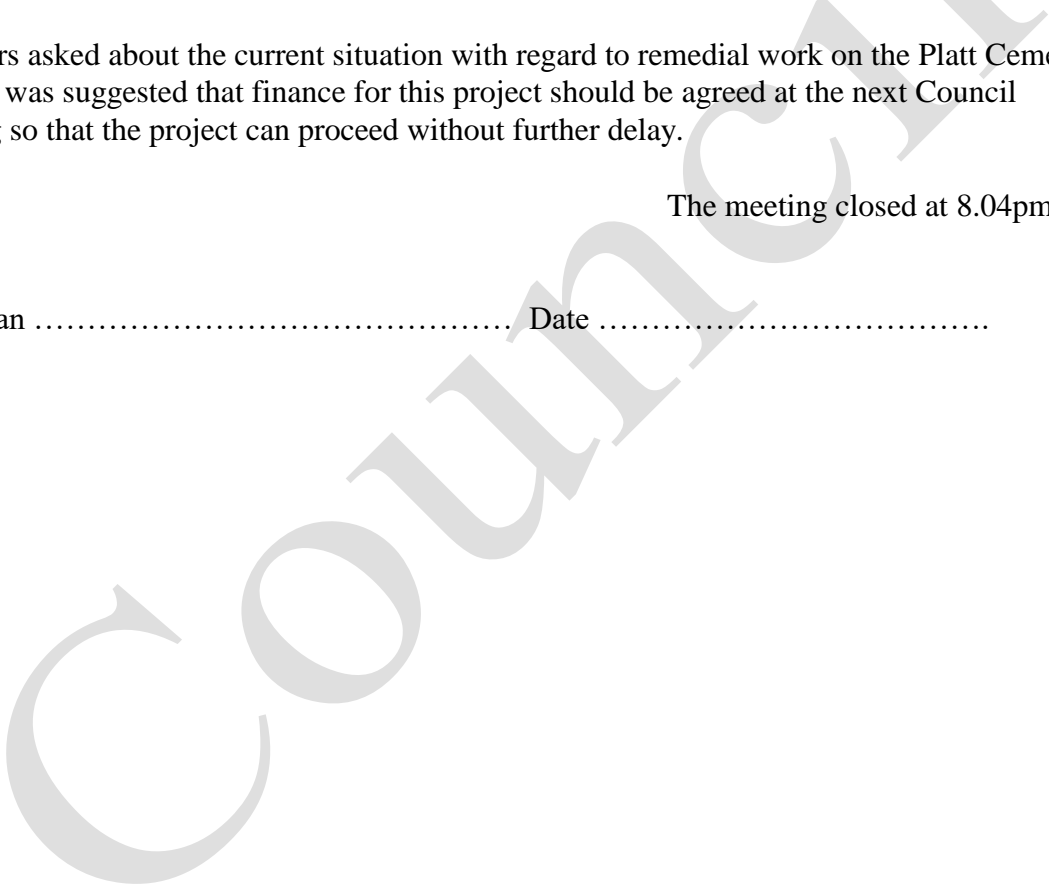 rs asked about the current situation with regard to remedial work on the Platt Ceme
was suggested that finance for this project should be agreed at the next Council
g so that the project can proceed without further delay.
The meeting closed at 8.04pm
an ……………………………………… Date ……………………………….
Counci